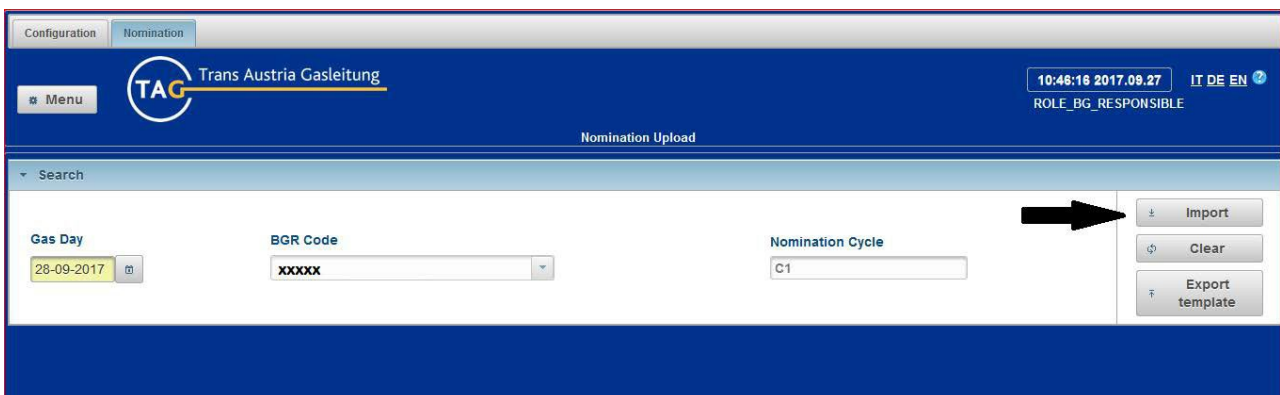 Configuration
Nomination
Menu
TAG
Trans Austria Gasleitung
10:46:16 2017.09.27
IT DE EN ?
ROLE_BG_RESPONSIBLE
Nomination Upload
Search
Import
Gas Day
BGR Code
Nomination Cycle
Clear
28-09-2017
xxxxx
C1
Export
template